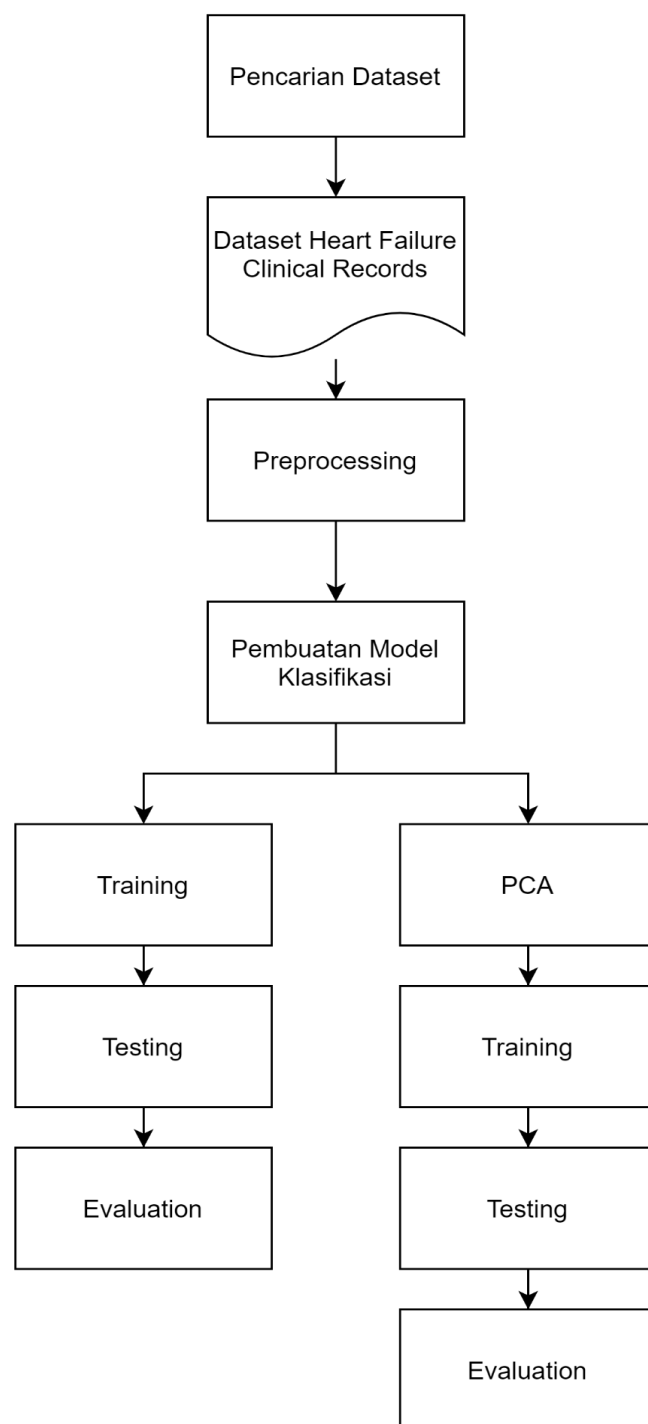 Pencarian Dataset
Dataset Heart Failure
Clinical Records
Preprocessing
Pembuatan Model
Klasifikasi
Training
Testing
Evaluation
PCA
Training
Testing
Evaluation